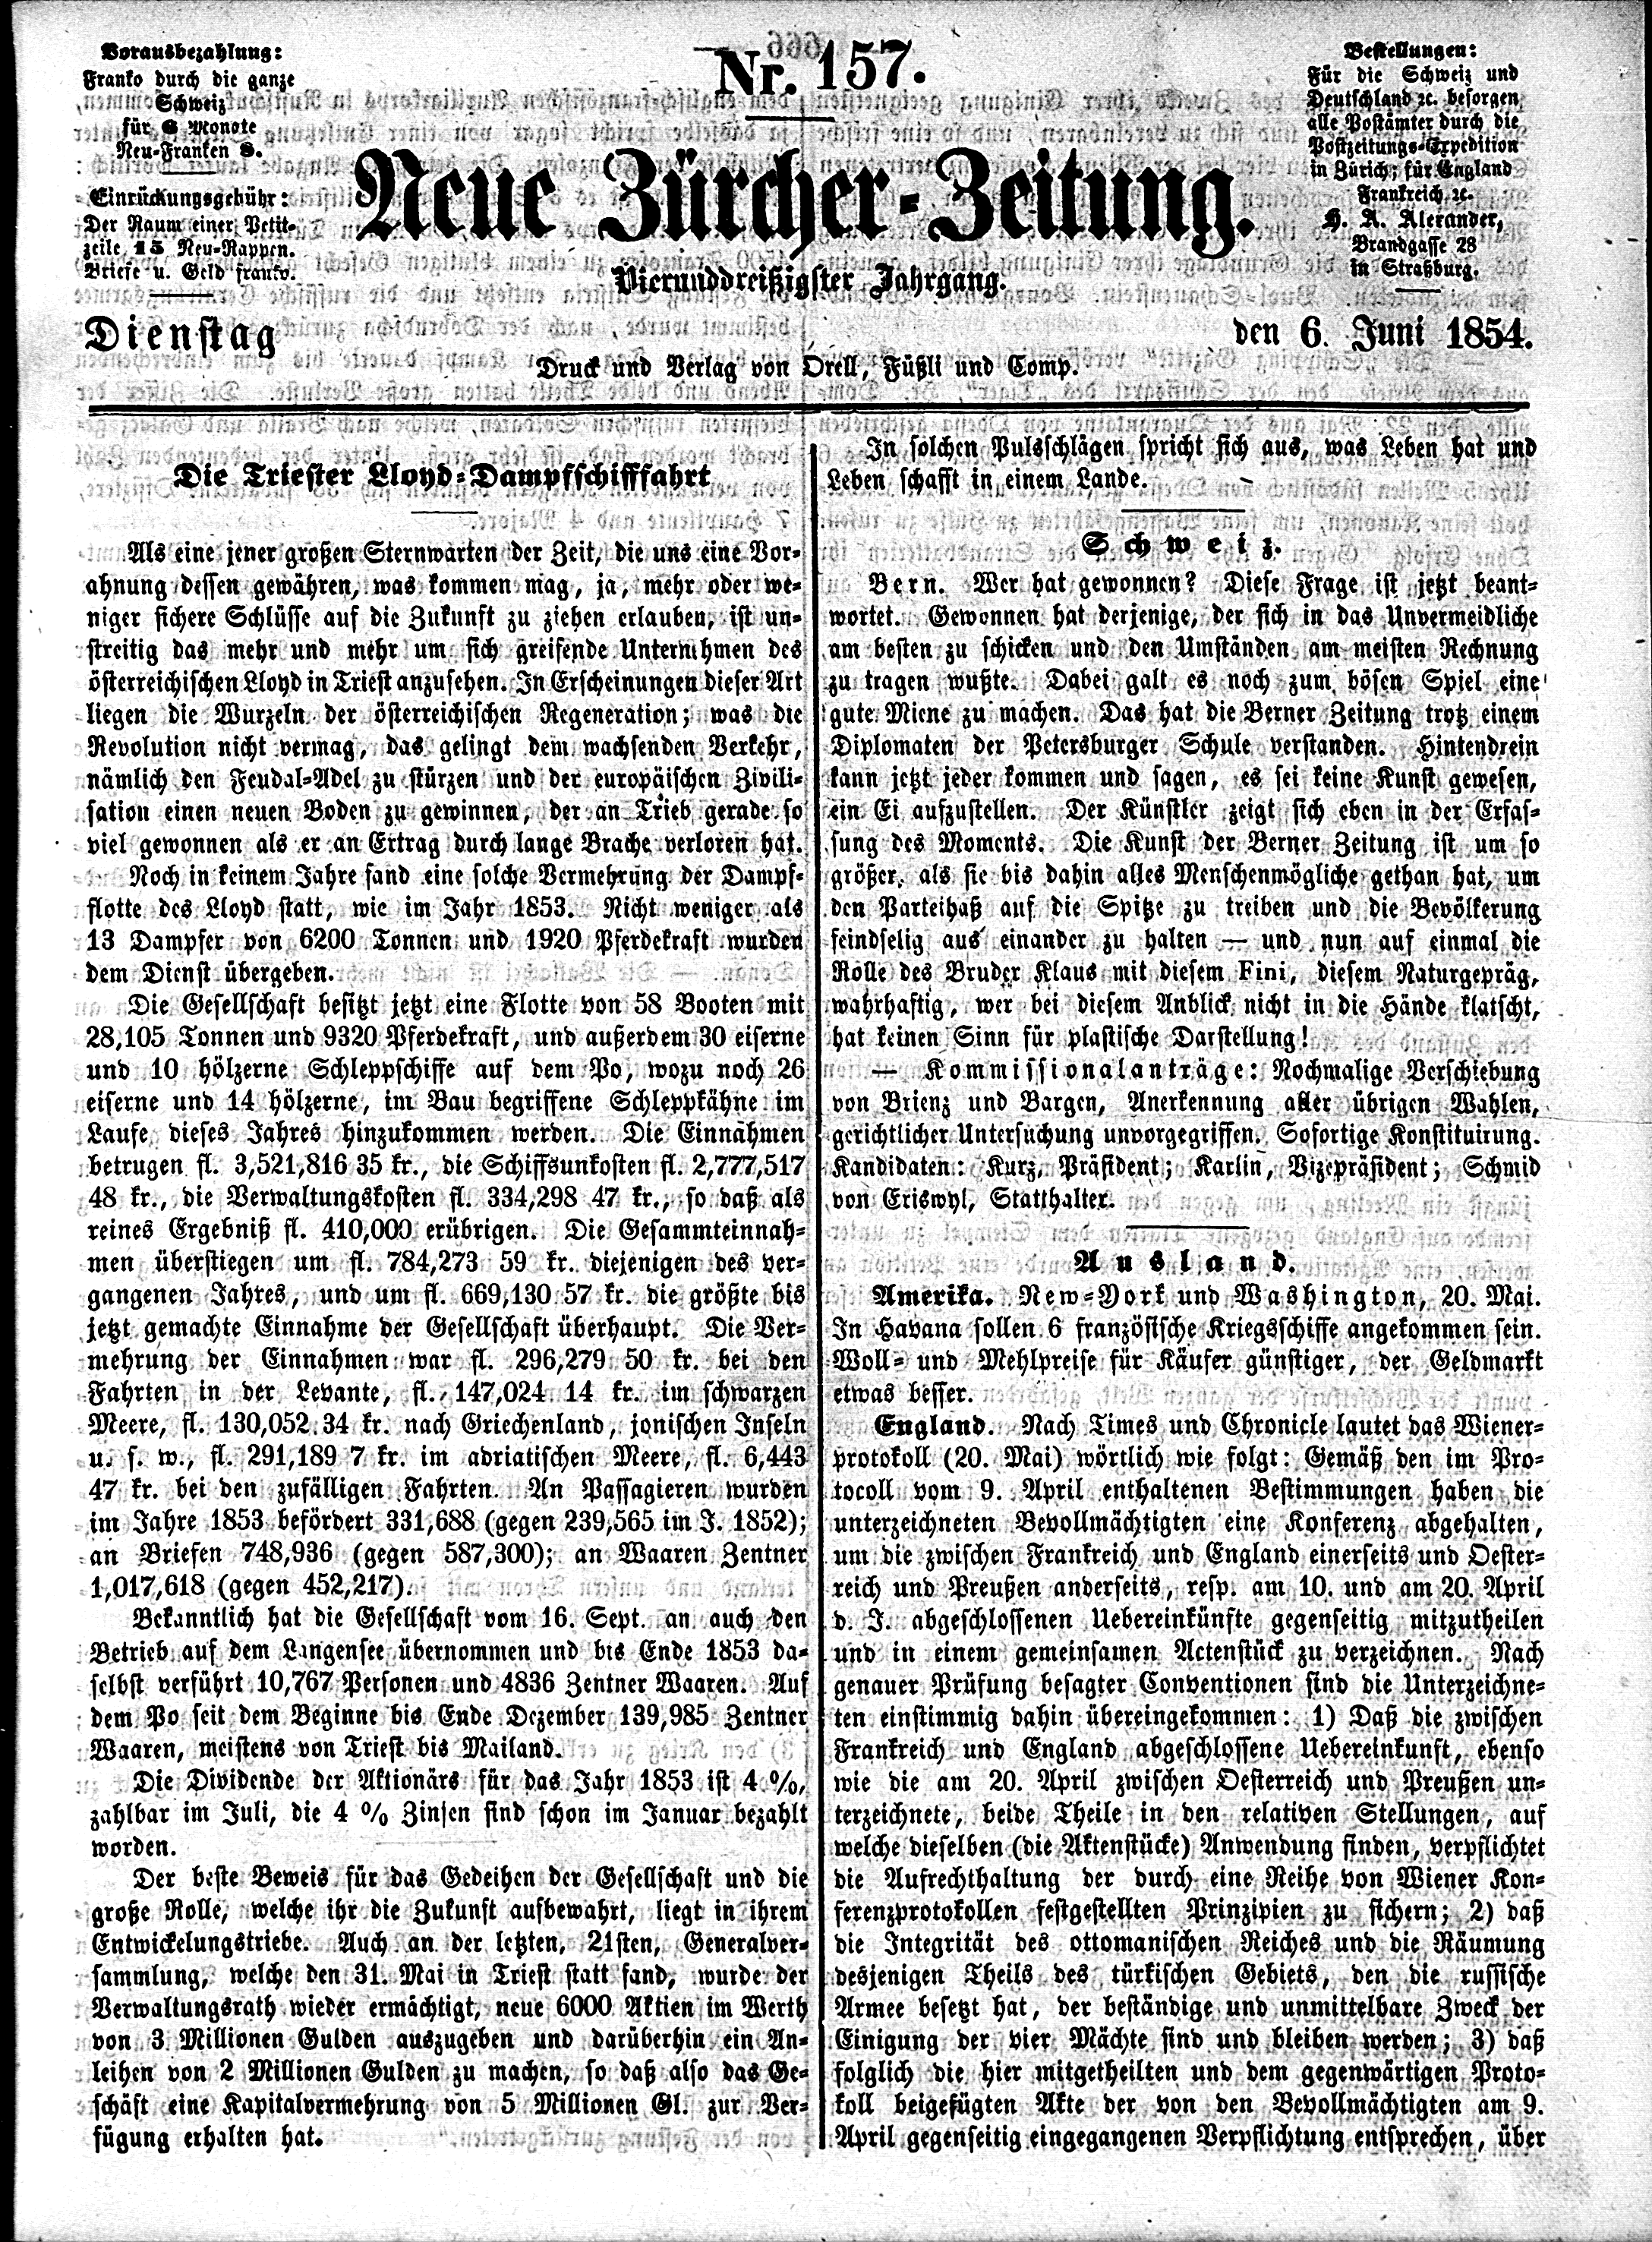 Vorausbezahlung:
Franko durch die ganze
Schweiz
für 6 Monate
Neu-Franken 8.
Einrückungsgebühr:
Der Raum einer Petit-
zeile 15 Neu-Rappen.
Briefe u. Geld franko.
Nr. 157.
Bestellungen:
Für die Schweiz und
Deutschland ꝛc. besorgen
alle Postämter durch die
Postzeitungs-Expedition
in Zürich; für England
Frankreich ꝛc.
G. A. Alexander,
Brandgasse 28
in Straßburg.
Neue Zürcher-Zeitung.
Vierunddreißigster Jahrgang.
Dienstag
den 6. Juni 1854.
Druck und Verlag von Orell, Füßli und Comp.
Die Triester Lloyd-Dampfschifffahrt
Als eine jener großen Sternwarten der Zeit, die uns eine Vor-
ahnung dessen gewähren, was kommen mag, ja, mehr oder we-
niger sichere Schlüsse auf die Zukunft zu ziehen erlauben, ist un-
streitig das mehr und mehr um sich greifende Unternehmen des
österreichischen Lloyd in Triest anzusehen. In Erscheinungen dieser Art
liegen die Wurzeln der österreichischen Regeneration; was die
Revolution nicht vermag, das gelingt dem wachsenden Verkehr,
nämlich den Feudal-Adel zu stürzen und der europäischen Zivili-
sation einen neuen Boden zu gewinnen, der an Trieb gerade so
viel gewonnen als er an Ertrag durch lange Brache verloren hat.
Noch in keinem Jahre fand eine solche Vermehrung der Dampf-
flotte des Lloyd statt, wie im Jahr 1853. Nicht weniger als
13 Dampfer von 6200 Tonnen und 1920 Pferdekraft wurden
dem Dienst übergeben.
Die Gesellschaft besitzt jetzt eine Flotte von 58 Booten mit
28,105 Tonnen und 9320 Pferdekraft, und außerdem 30 eiserne
und 10 hölzerne Schleppschiffe auf dem Po, wozu noch 26
eiserne und 14 hölzerne, im Bau begriffene Schleppkähne im
Laufe dieses Jahres hinzukommen werden. Die Einnahmen
betrugen fl. 3,521,816 35 kr., die Schiffsunkosten fl. 2,777,517
48 kr., die Verwaltungskosten fl. 334,298 47 kr., so daß als
reines Ergebniß fl. 410,000 erübrigen. Die Gesammteinnah-
men überstiegen um fl. 784,273 59 kr. diejenigen des ver-
gangenen Jahres, und um fl. 669,130 57 kr. die größte bis
jetzt gemachte Einnahme der Gesellschaft überhaupt. Die Ver-
mehrung der Einnahmen war fl. 296,279 50 kr. bei den
Fahrten in der Levante, fl. 147,024 14 kr. im schwarzen
Meere, fl. 130,052 34 kr. nach Griechenland, jonischen Inseln
u. s. w., fl. 291,189 7 kr. im adriatischen Meere, fl. 6,443
47 kr. bei den zufälligen Fahrten. An Passagieren wurden
im Jahre 1853 befördert 331,688 (gegen 239,565 im J. 1852);
an Briefen 748,936 (gegen 587,300); an Waaren Zentner
1,017,618 (gegen 452,217).
Bekanntlich hat die Gesellschaft vom 16. Sept. an auch den
Betrieb auf dem Langensee übernommen und bis Ende 1853 da-
selbst verführt 10,767 Personen und 4836 Zentner Waaren. Auf
dem Po seit dem Beginne bis Ende Dezember 139,985 Zentner
Waaren, meistens von Triest bis Mailand.
Die Dividende der Aktionärs für das Jahr 1853 ist 4 %,
zahlbar im Juli, die 4 % Zinsen sind schon im Januar bezahlt
worden.
Der beste Beweis für das Gedeihen der Gesellschaft und die
große Rolle, welche ihr die Zukunft aufbewahrt, liegt in ihrem
Entwickelungstriebe. Auch an der letzten, 21sten, Generalver-
sammlung, welche den 31. Mai in Triest statt fand, wurde der
Verwaltungsrath wieder ermächtigt, neue 6000 Aktien im Werth
von 3 Millionen Gulden auszugeben und darüberhin ein An-
leihen von 2 Millionen Gulden zu machen, so daß also das Ge-
schäft eine Kapitalvermehrung von 5 Millionen Gl. zur Ver-
fügung erhalten hat.
In solchen Pulsschlägen spricht sich aus, was Leben hat und
Leben schafft in einem Lande.
Schweiz.
Bern. Wer hat gewonnen? Diese Frage ist jetzt beant-
wortet. Gewonnen hat derjenige, der sich in das Unvermeidliche
am besten zu schicken und den Umständen am meisten Rechnung
zu tragen wußte. Dabei galt es noch zum bösen Spiel eine
gute Miene zu machen. Das hat die Berner Zeitung trotz einem
Diplomaten der Petersburger Schule verstanden. Hintendrein
kann jetzt jeder kommen und sagen, es sei keine Kunst gewesen,
ein Ei aufzustellen. Der Künstler zeigt sich eben in der Erfas-
sung des Moments. Die Kunst der Berner Zeitung ist um so
größer, als sie bis dahin alles Menschenmögliche gethan hat, um
den Parteihaß auf die Spitze zu treiben und die Bevölkerung
feindselig aus einander zu halten — und nun auf einmal die
Rolle des Bruder Klaus mit diesem Fini, diesem Naturgepräg,
wahrhaftig, wer bei diesem Anblick nicht in die Hände klatscht,
hat keinen Sinn für plastische Darstellung!
— Kommissionalanträge: Nochmalige Verschiebung
von Brienz und Bargen, Anerkennung aller übrigen Wahlen,
gerichtlicher Untersuchung unvorgegriffen. Sofortige Konstituirung.
Kandidaten: Kurz, Präsident; Karlin, Vizepräsident; Schmid
von Eriswyl, Statthalter.
Ausland.
Amerika. New-York und Washington, 20. Mai.
In Havana sollen 6 französische Kriegsschiffe angekommen sein.
Woll- und Mehlpreise für Käufer günstiger, der Geldmarkt
etwas besser.
England. Nach Times und Chronicle lautet das Wiener-
protokoll (20. Mai) wörtlich wie folgt: Gemäß den im Pro-
tocoll vom 9. April enthaltenen Bestimmungen haben die
unterzeichneten Bevollmächtigten eine Konferenz abgehalten,
um die zwischen Frankreich und England einerseits und Oester-
reich und Preußen anderseits, resp. am 10. und am 20. April
d. J. abgeschlossenen Uebereinkünfte gegenseitig mitzutheilen
und in einem gemeinsamen Actenstück zu verzeichnen. Nach
genauer Prüfung besagter Conventionen sind die Unterzeichne-
ten einstimmig dahin übereingekommen: 1) Daß die zwischen
Frankreich und England abgeschlossene Uebereinkunft, ebenso
wie die am 20. April zwischen Oesterreich und Preußen un-
terzeichnete, beide Theile in den relativen Stellungen, auf
welche dieselben (die Aktenstücke) Anwendung finden, verpflichtet
die Aufrechthaltung der durch eine Reihe von Wiener Kon-
ferenzprotokollen festgestellten Prinzipien zu sichern; 2) daß
die Integrität des ottomanischen Reiches und die Räumung
desjenigen Theils des türkischen Gebiets, den die russische
Armee besetzt hat, der beständige und unmittelbare Zweck der
Einigung der vier Mächte sind und bleiben werden; 3) daß
folglich die hier mitgetheilten und dem gegenwärtigen Proto-
koll beigefügten Akte der von den Bevollmächtigten am 9.
April gegenseitig eingegangenen Verpflichtung entsprechen, über